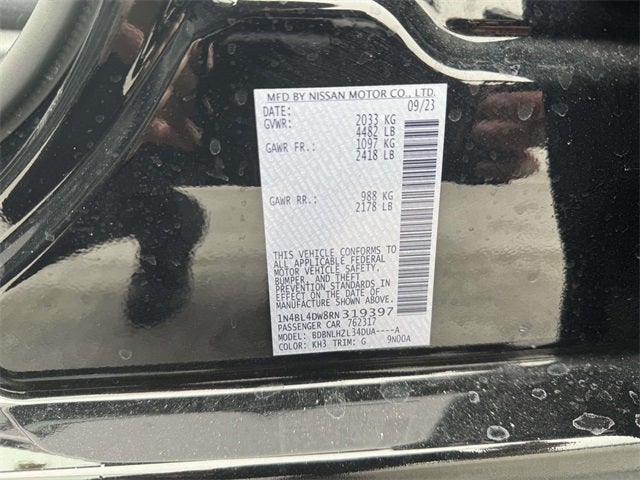 MFD BY NISSAN MOTOR CO., LTD.
DATE: 09/23
GVWR: 2033 KG
4482 LB
GAWR FR.: 1097 KG
2418 LB
GAWR RR.: 988 KG
2178 LB
THIS VEHICLE CONFORMS TO
ALL APPLICABLE FEDERAL
MOTOR VEHICLE SAFETY,
BUMPER, AND THEFT
PREVENTION STANDARDS IN
EFFECT ON THE DATE OF
MANUFACTURE SHOWN ABOVE.
1N4BL4DW8RN319397
PASSENGER CAR 762317
MODEL: BDBNLHZL34DUA----A
COLOR: KH3 TRIM: G 9N00A